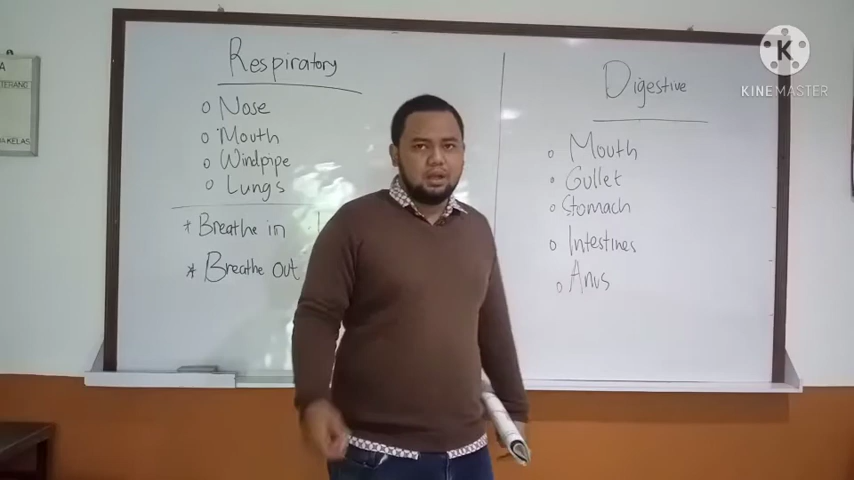 Respiratory
o Nose
o Mouth
o Windpipe
o Lungs
* Breathe in
* Breathe Out
Digestive
o Mouth
o Gullet
o Stomach
o Intestines
o Anus
K
KINEMASTER
A